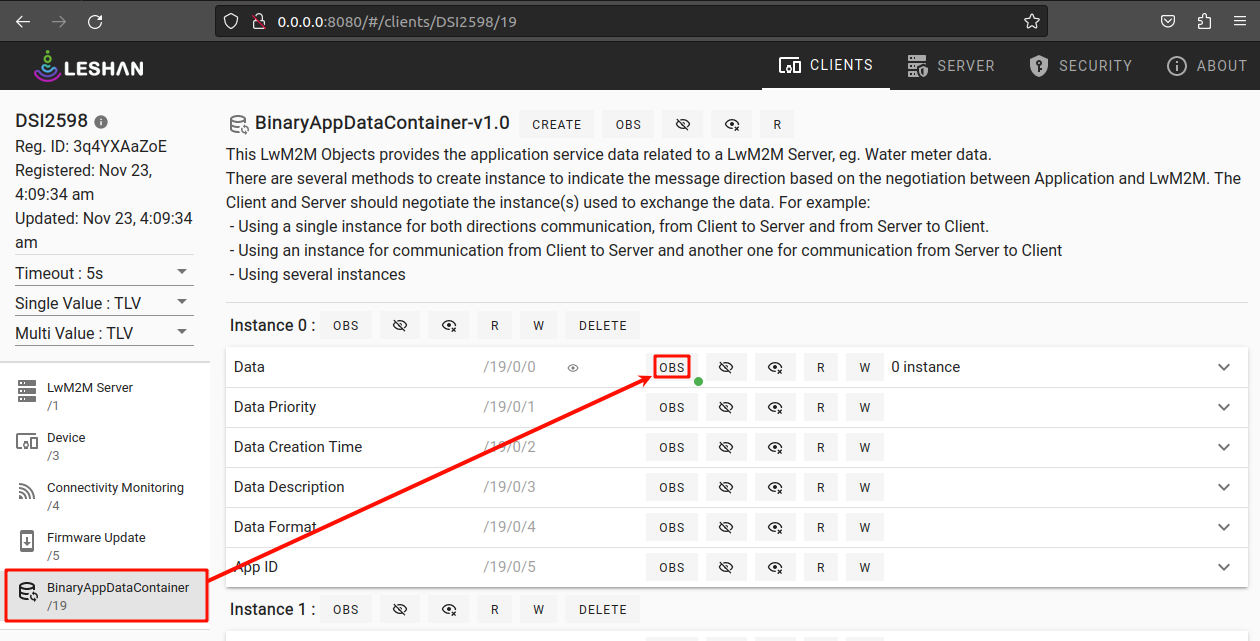 0.0.0.0:8080/#/clients/DSI2598/19
LESHAN
CLIENTS
SERVER
SECURITY
ABOUT
DSI2598
Reg. ID: 3q4YXAaZoE
Registered: Nov 23,
4:09:34 am
Updated: Nov 23, 4:09:34
am
Timeout : 5s
Single Value : TLV
Multi Value : TLV
LwM2M Server
/1
Device
/3
Connectivity Monitoring
/4
Firmware Update
/5
BinaryAppDataContainer
/19
BinaryAppDataContainer-v1.0 CREATE OBS R
This LwM2M Objects provides the application service data related to a LwM2M Server, eg. Water meter data.
There are several methods to create instance to indicate the message direction based on the negotiation between Application and LwM2M. The
Client and Server should negotiate the instance(s) used to exchange the data. For example:
- Using a single instance for both directions communication, from Client to Server and from Server to Client.
- Using an instance for communication from Client to Server and another one for communication from Server to Client
- Using several instances
Instance 0 : OBS R W DELETE
Data /19/0/0 OBS R W 0 instance
Data Priority /19/0/1 OBS R W
Data Creation Time /19/0/2 OBS R W
Data Description /19/0/3 OBS R W
Data Format /19/0/4 OBS R W
App ID /19/0/5 OBS R W
Instance 1 : OBS R W DELETE